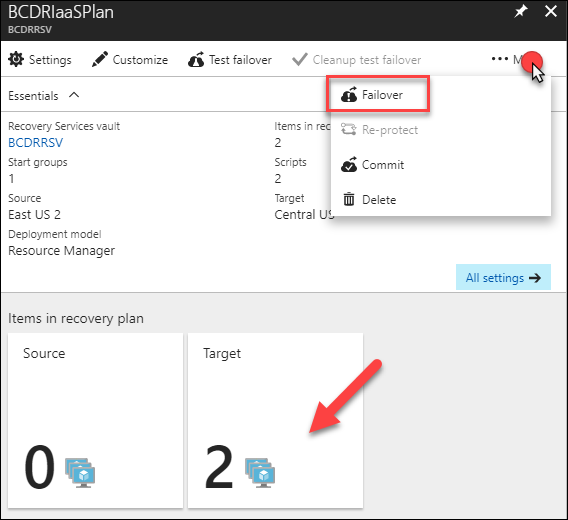 BCDRIaaSPlan
BCDRRSV
Settings Customize Test failover Cleanup test failover
Essentials
Failover
Re-protect
Commit
Delete
Recovery Services vault
BCDRRSV
Items in
2
Start groups
1
Scripts
2
Source
East US 2
Target
Central US
Deployment model
Resource Manager
All settings
Items in recovery plan
Source
0
Target
2